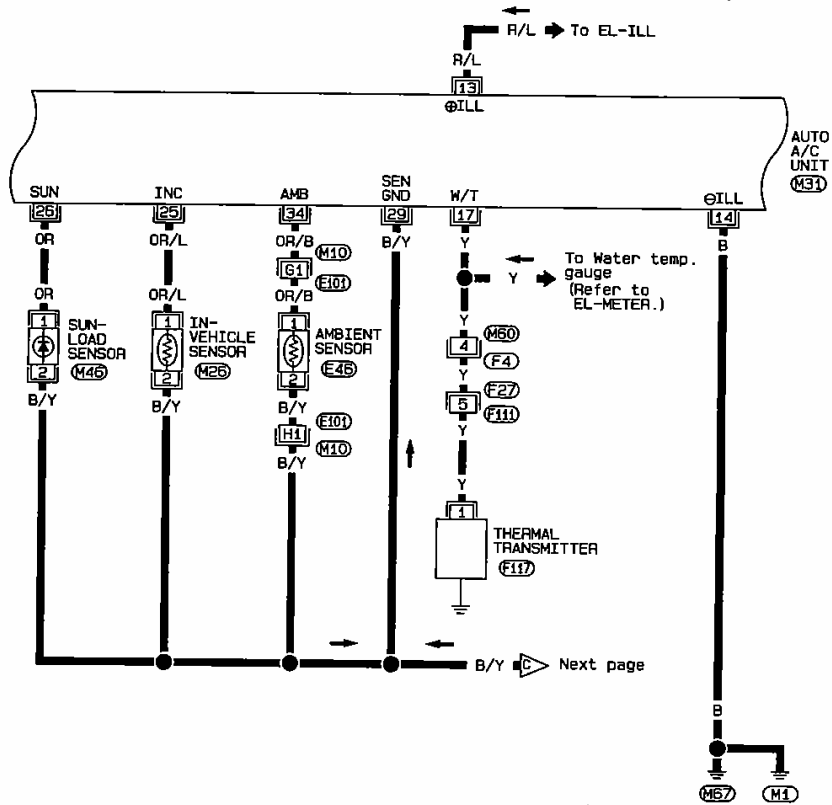 R/L To EL-ILL
R/L
13
⊕ILL
AUTO
A/C
UNIT
M31
SUN
INC
AMB
SEN
GND
W/T
⊖ILL
26
25
34
29
17
14
OR
OR/L
OR/B
B/Y
Y
B
M10
G1
E101
To Water temp.
gauge
(Refer to
EL-METER.)
Y
OR
OR/L
OR/B
1
SUN-
LOAD
SENSOR
M46
2
1
IN-
VEHICLE
SENSOR
M26
2
1
AMBIENT
SENSOR
E46
2
Y
M60
4
F4
Y
F27
5
F111
Y
B/Y
B/Y
B/Y
E101
H1
M10
B/Y
Y
1
THERMAL
TRANSMITTER
F117
B/Y C Next page
B
M67
M1